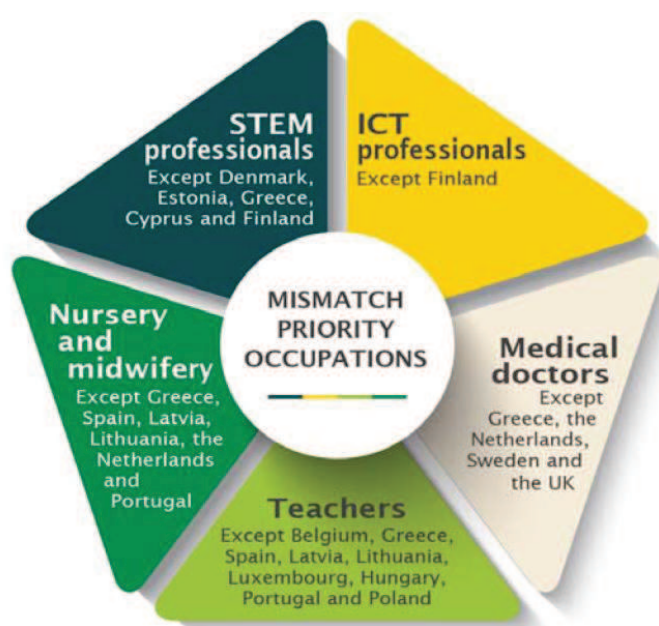 STEM
professionals
Except Denmark,
Estonia, Greece,
Cyprus and Finland
ICT
professionals
Except Finland
MISMATCH
PRIORITY
OCCUPATIONS
Nursery
and
midwifery
Except Greece,
Spain, Latvia,
Lithuania, the
Netherlands
and
Portugal
Medical
doctors
Except
Greece, the
Netherlands,
Sweden and
the UK
Teachers
Except Belgium, Greece,
Spain, Latvia, Lithuania,
Luxembourg, Hungary,
Portugal and Poland